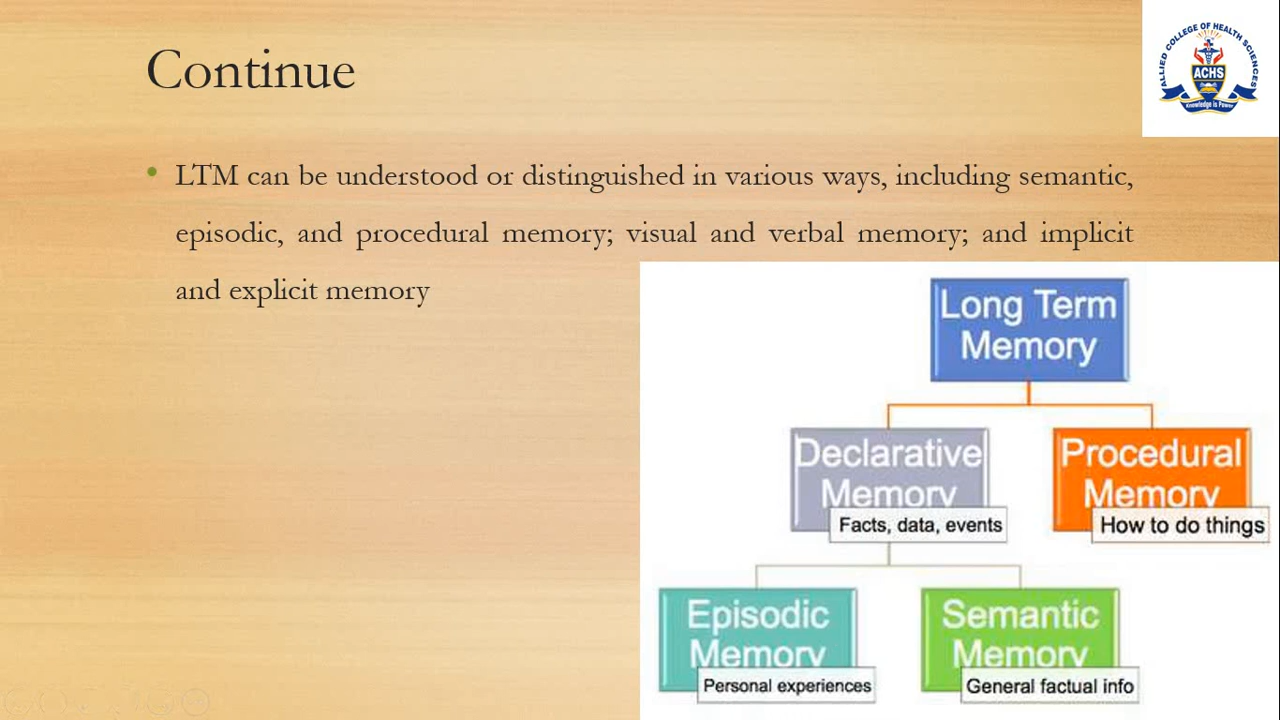 Continue
ALLIED COLLEGE OF HEALTH SCIENCES
ACHS
Knowledge is Power
• LTM can be understood or distinguished in various ways, including semantic,
episodic, and procedural memory; visual and verbal memory; and implicit
and explicit memory
Long Term
Memory
Declarative
Memory
Facts, data, events
Procedural
Memory
How to do things
Episodic
Memory
Personal experiences
Semantic
Memory
General factual info